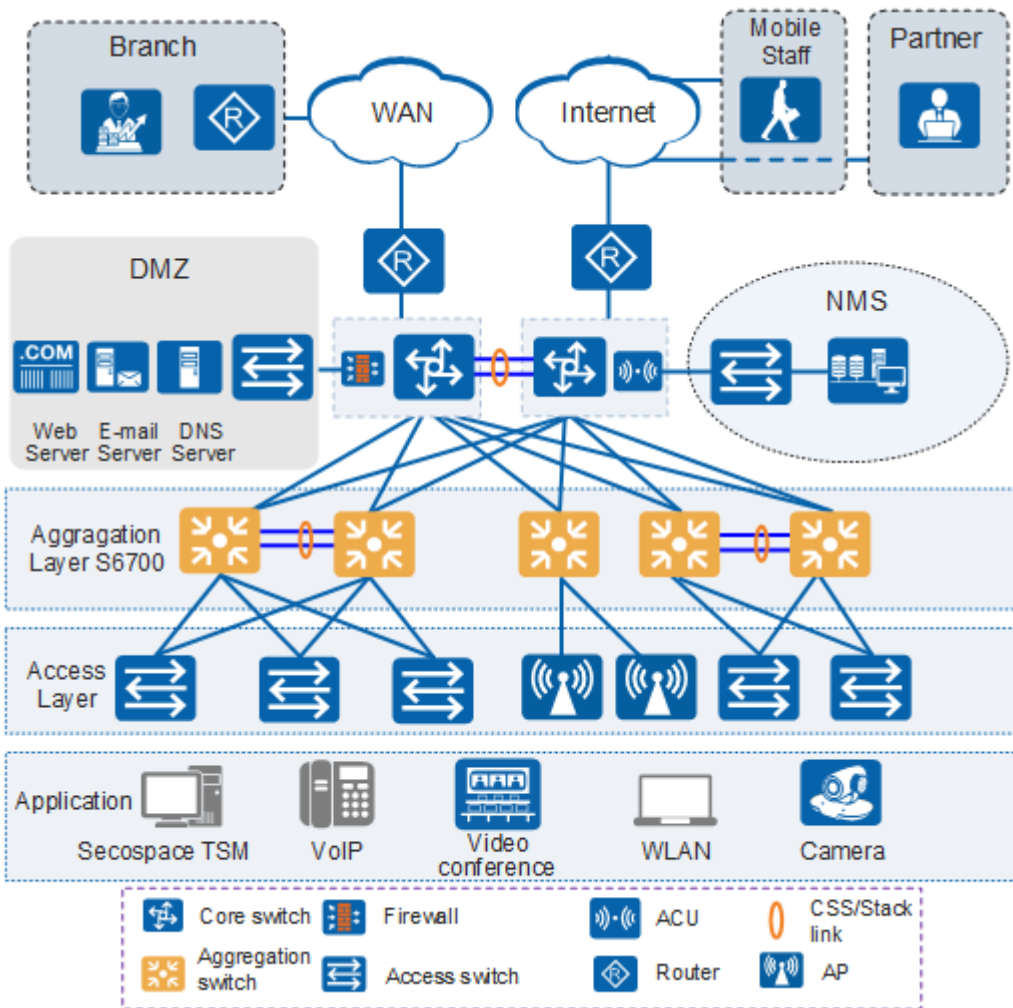 Branch
WAN
Internet
Mobile
Staff
Partner
R
R
R
DMZ
NMS
.COM
Web
Server
E-mail
Server
DNS
Server
Aggragation
Layer S6700
Access
Layer
Application
Secospace TSM
VoIP
Video
conference
WLAN
Camera
Core switch
Firewall
ACU
CSS/Stack
link
Aggregation
switch
Access switch
R
Router
AP